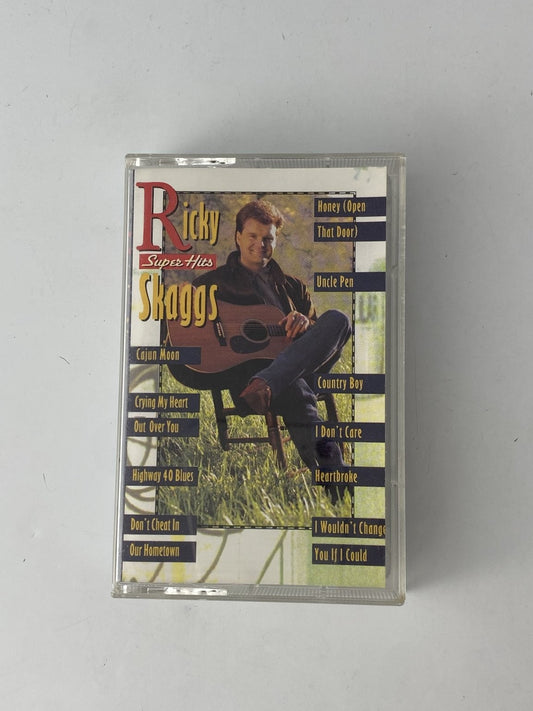 Ricky
Super Hits
Skaggs
Cajun Moon
Crying My Heart
Out Over You
Highway 40 Blues
Don't Cheat In
Our Hometown
Honey (Open
That Door)
Uncle Pen
Country Boy
I Don't Care
Heartbroke
I Wouldn't Change
You If I Could